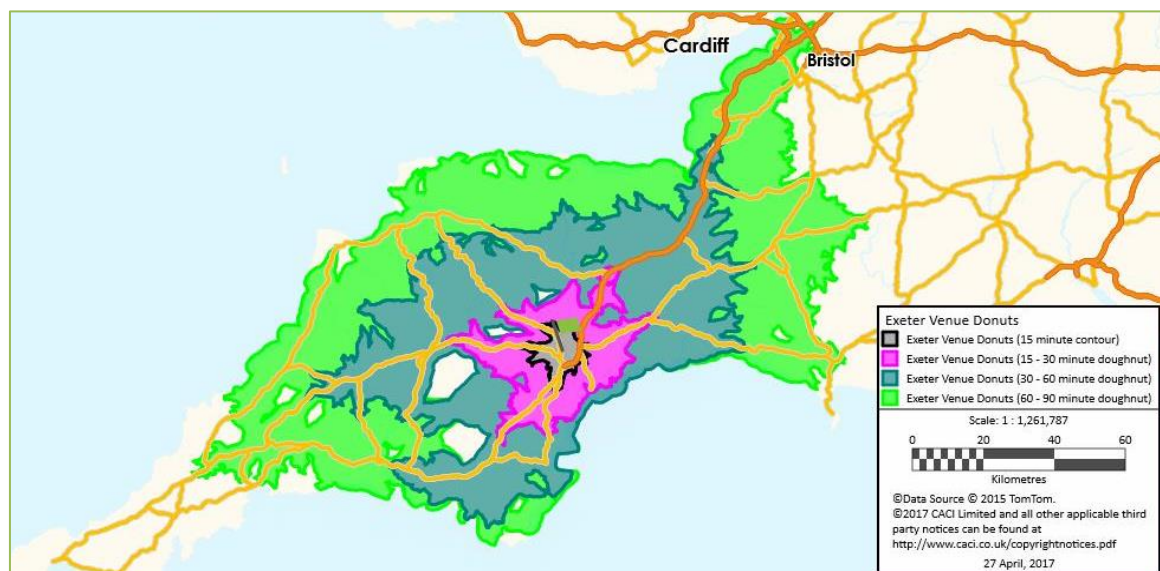 Cardiff
Bristol
Exeter Venue Donuts
Exeter Venue Donuts (15 minute contour)
Exeter Venue Donuts (15 - 30 minute doughnut)
Exeter Venue Donuts (30 - 60 minute doughnut)
Exeter Venue Donuts (60 - 90 minute doughnut)
Scale: 1 : 1,261,787
0 20 40 60
Kilometres
©Data Source © 2015 TomTom.
©2017 CACI Limited and all other applicable third
party notices can be found at
http://www.caci.co.uk/copyrightnotices.pdf
27 April, 2017